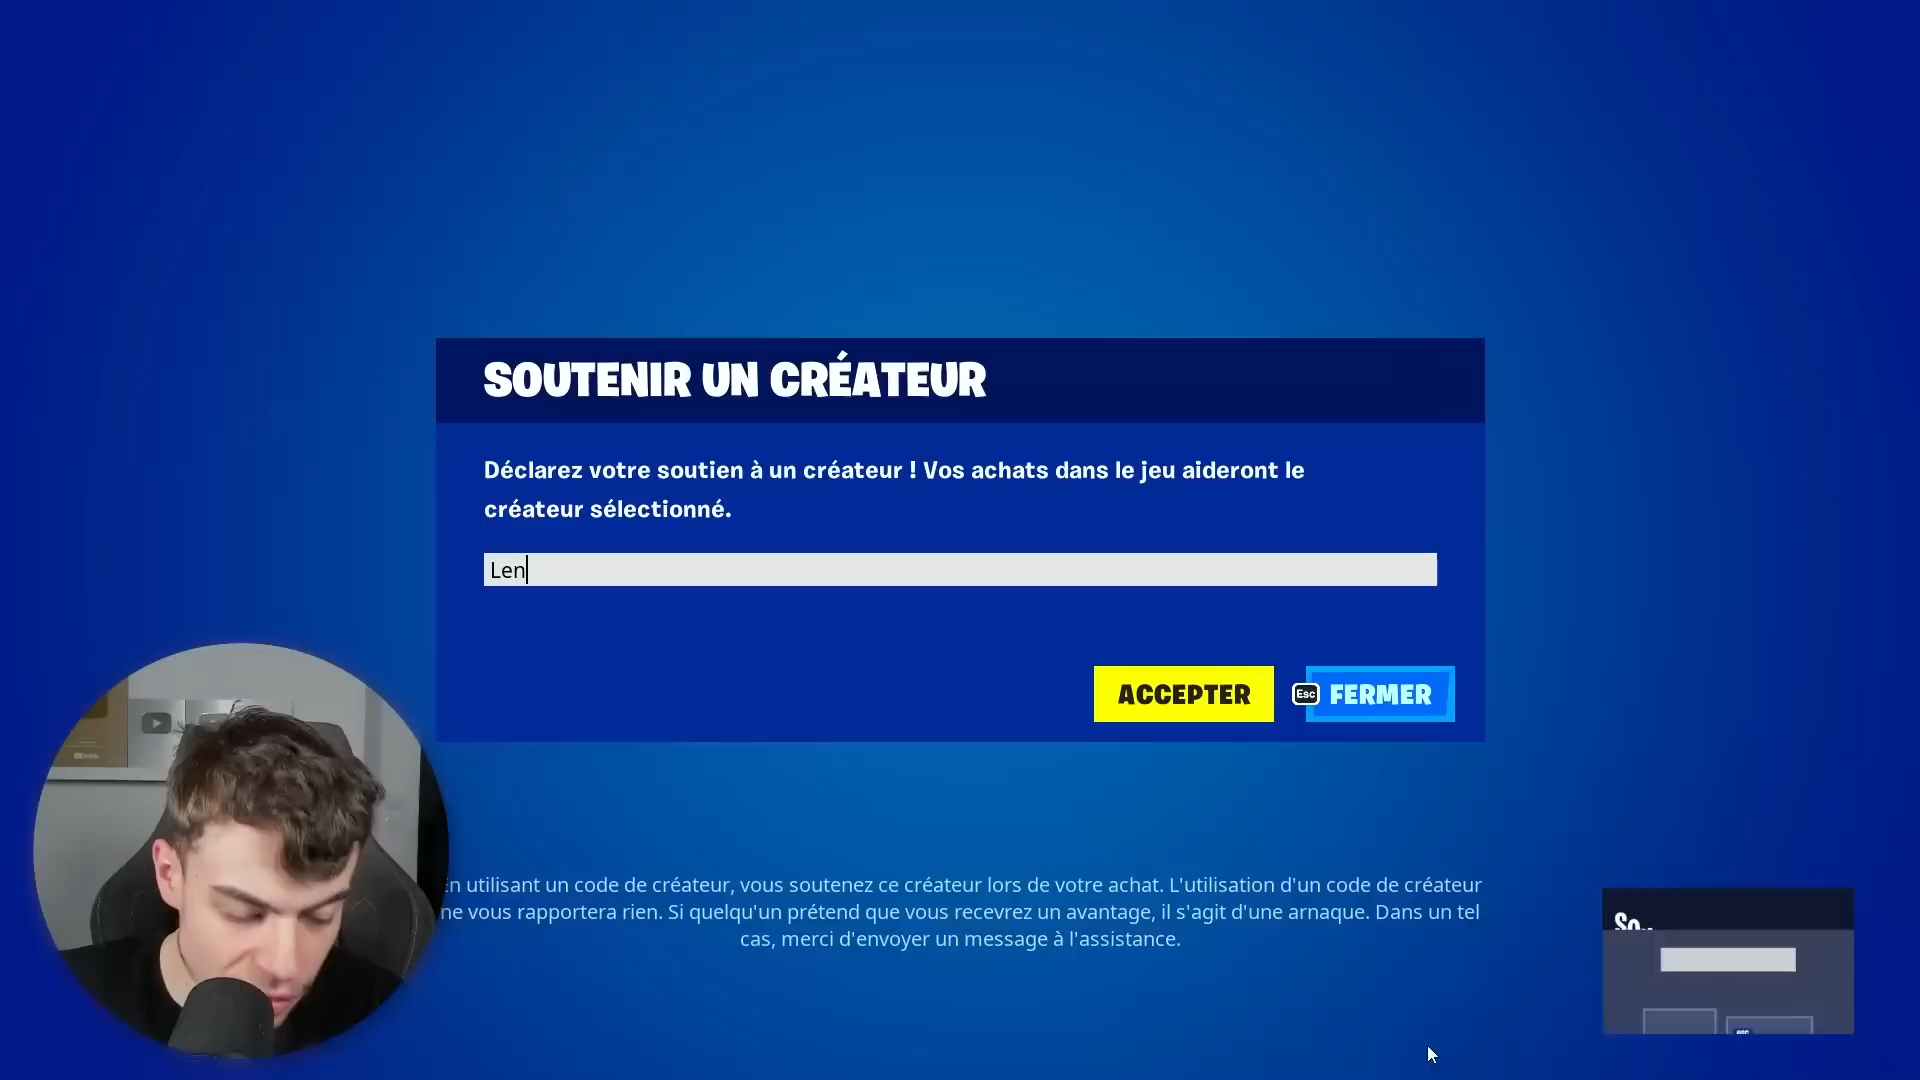 SOUTENIR UN CRÉATEUR
Déclarez votre soutien à un créateur ! Vos achats dans le jeu aideront le
créateur sélectionné.
Len
ACCEPTER
Esc FERMER
En utilisant un code de créateur, vous soutenez ce créateur lors de votre achat. L'utilisation d'un code de créateur
ne vous rapportera rien. Si quelqu'un prétend que vous recevrez un avantage, il s'agit d'une arnaque. Dans un tel
cas, merci d'envoyer un message à l'assistance.
So...